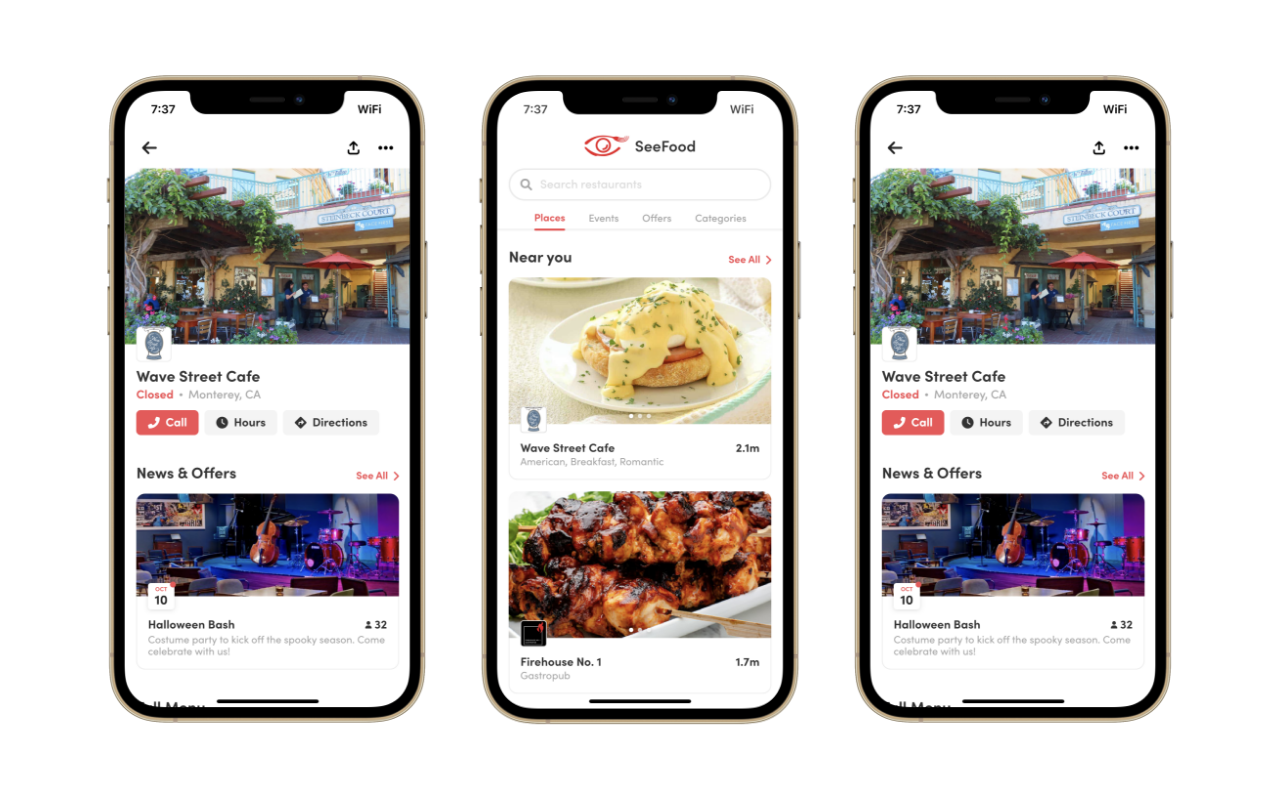 7:37
WiFi
STEINBECK COURT
Wave Street Cafe
Closed • Monterey, CA
Call
Hours
Directions
News & Offers
See All
OCT
10
Halloween Bash
32
Costume party to kick off the spooky season. Come
celebrate with us!
7:37
WiFi
SeeFood
Search restaurants
Places
Events
Offers
Categories
Near you
See All
Wave Street Cafe
2.1m
American, Breakfast, Romantic
Firehouse No. 1
1.7m
Gastropub
7:37
WiFi
STEINBECK COURT
Wave Street Cafe
Closed • Monterey, CA
Call
Hours
Directions
News & Offers
See All
OCT
10
Halloween Bash
32
Costume party to kick off the spooky season. Come
celebrate with us!